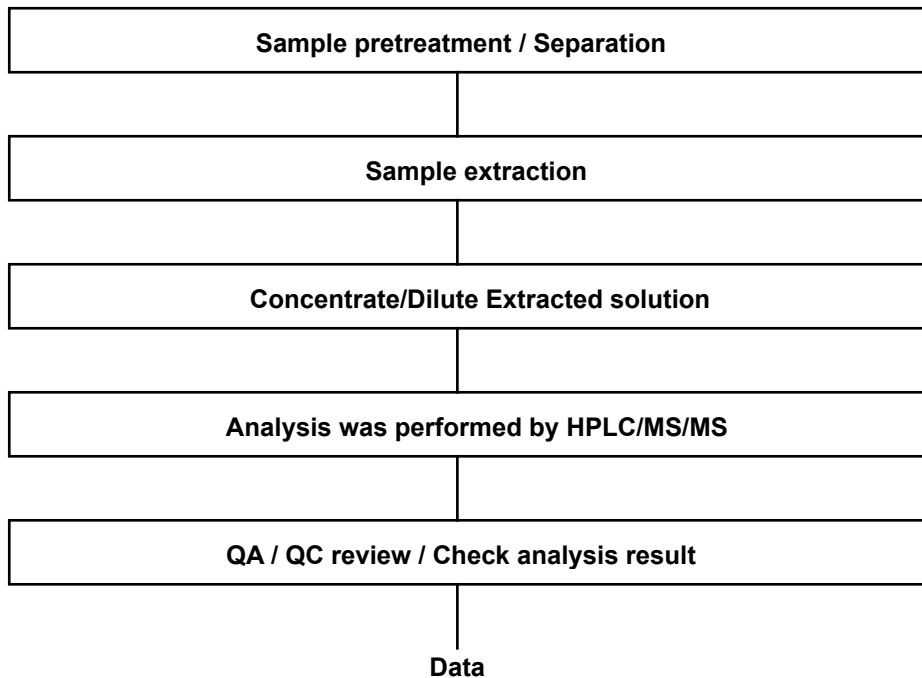 Sample pretreatment / Separation
Sample extraction
Concentrate/Dilute Extracted solution
Analysis was performed by HPLC/MS/MS
QA / QC review / Check analysis result
Data